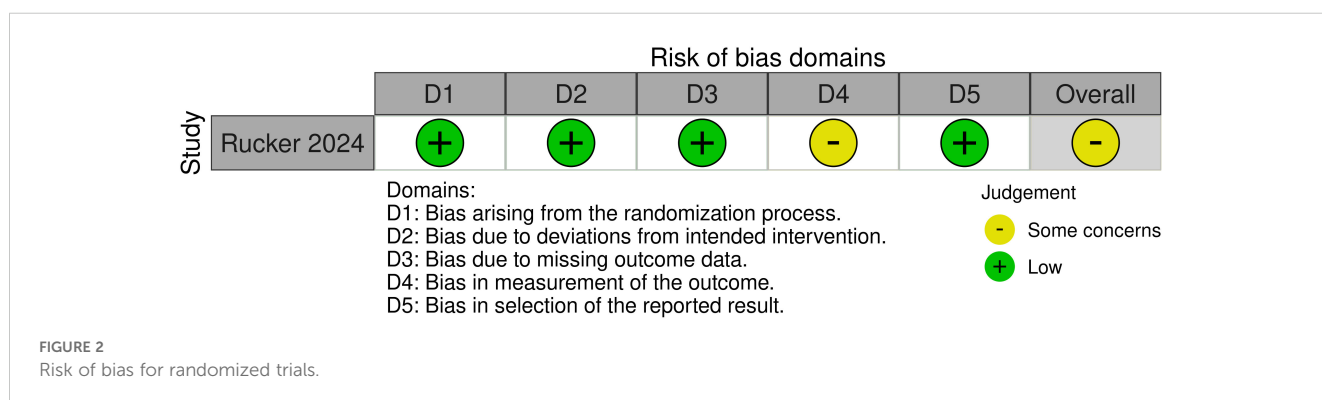 Risk of bias domains
D1 D2 D3 D4 D5 Overall
Study
Rucker 2024 + + + - + -
Domains:
D1: Bias arising from the randomization process.
D2: Bias due to deviations from intended intervention.
D3: Bias due to missing outcome data.
D4: Bias in measurement of the outcome.
D5: Bias in selection of the reported result.
Judgement
- Some concerns
+ Low
FIGURE 2
Risk of bias for randomized trials.